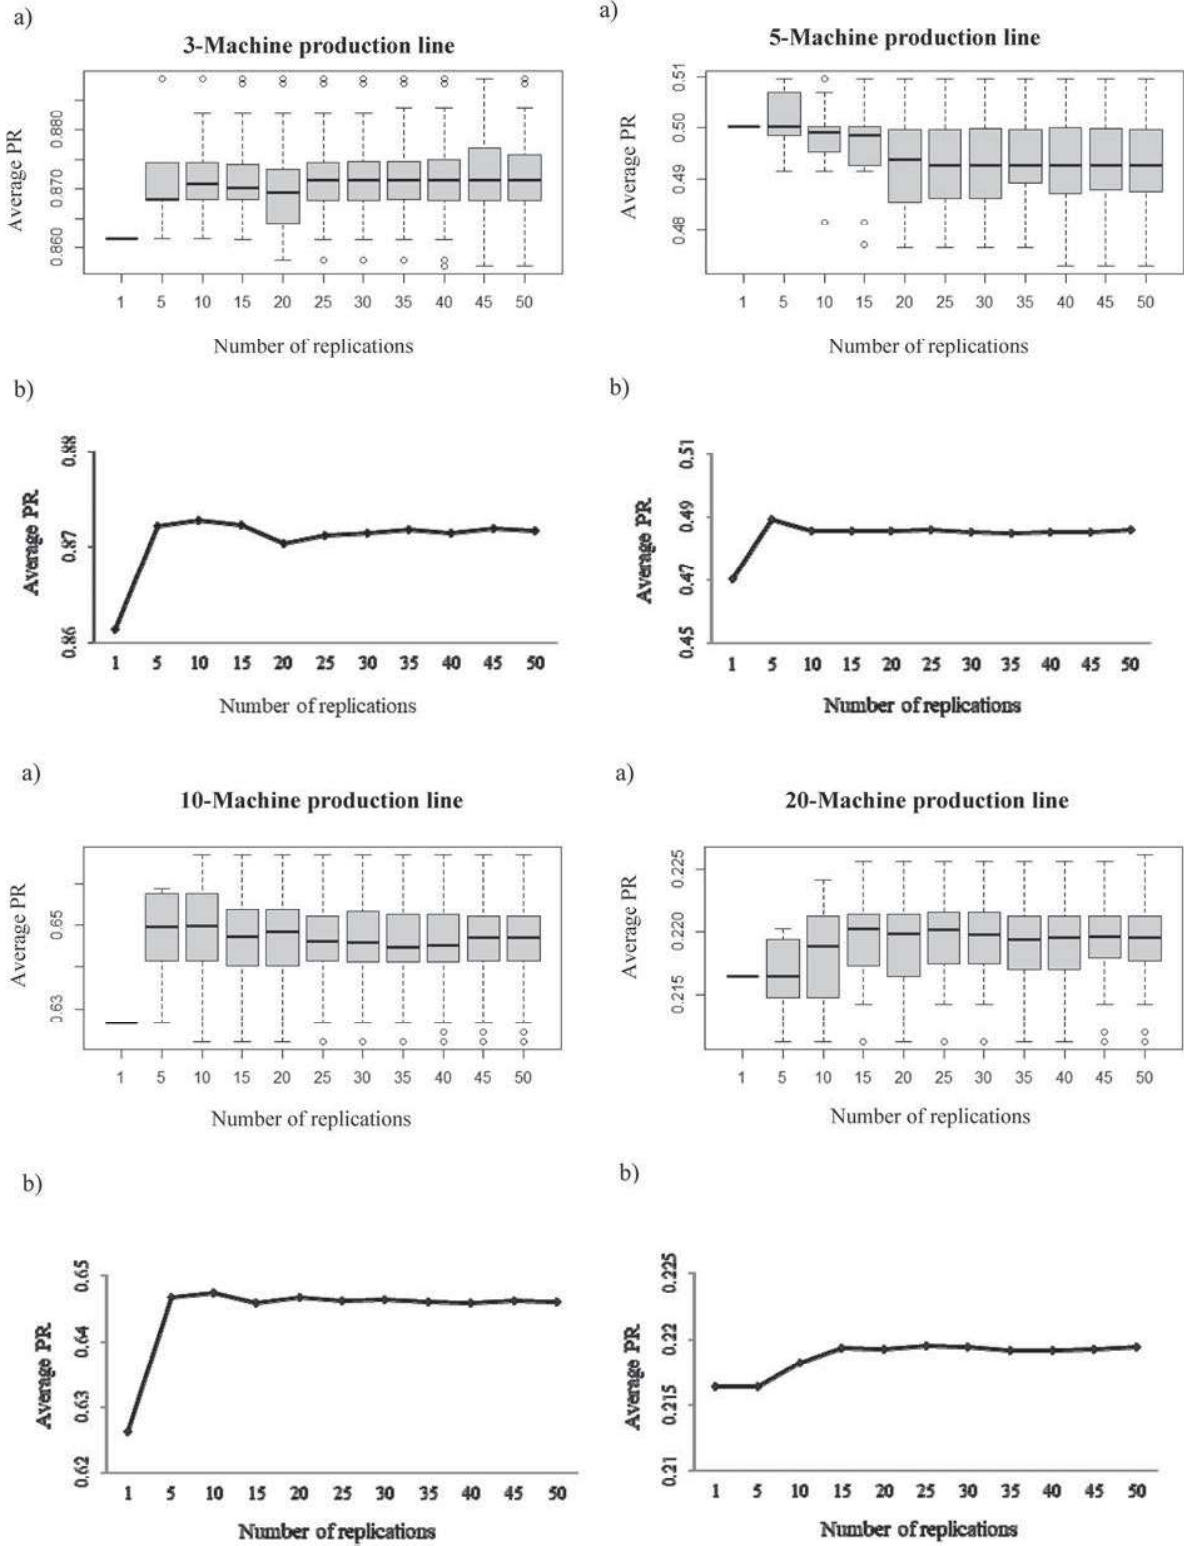 a)
3-Machine production line
Average PR
0.860 0.870 0.880
1 5 10 15 20 25 30 35 40 45 50
Number of replications
a)
5-Machine production line
Average PR
0.48 0.49 0.50 0.51
1 5 10 15 20 25 30 35 40 45 50
Number of replications
b)
Average PR
0.86 0.87 0.88
1 5 10 15 20 25 30 35 40 45 50
Number of replications
b)
Average PR
0.45 0.47 0.49 0.51
1 5 10 15 20 25 30 35 40 45 50
Number of replications
a)
10-Machine production line
Average PR
0.63 0.65
1 5 10 15 20 25 30 35 40 45 50
Number of replications
a)
20-Machine production line
Average PR
0.215 0.220 0.225
1 5 10 15 20 25 30 35 40 45 50
Number of replications
b)
Average PR
0.62 0.63 0.64 0.65
1 5 10 15 20 25 30 35 40 45 50
Number of replications
b)
Average PR
0.21 0.215 0.22 0.225
1 5 10 15 20 25 30 35 40 45 50
Number of replications